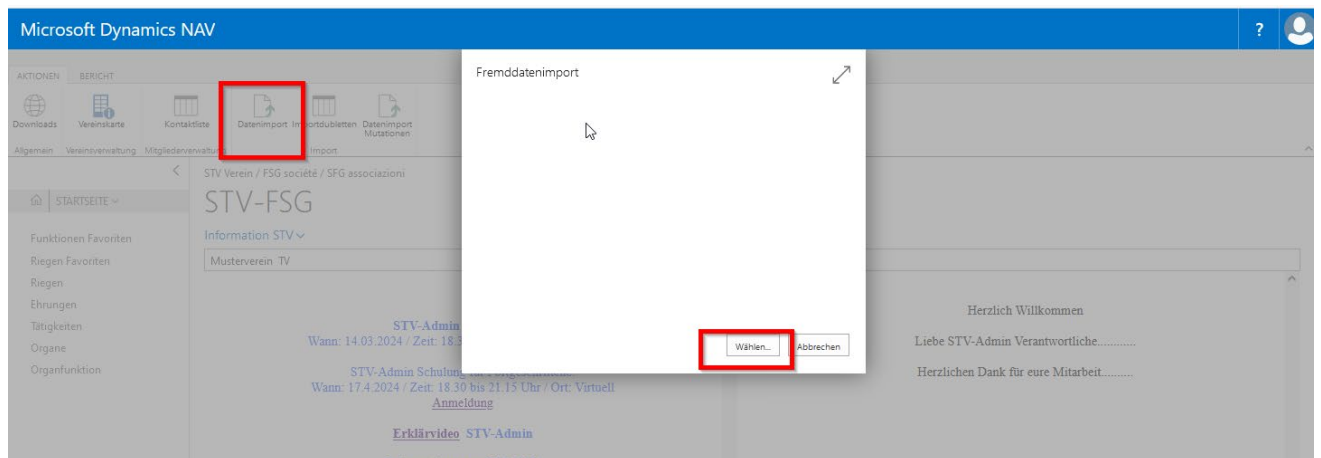 Microsoft Dynamics NAV
?
AKTIONEN BERICHT
Fremddatenimport
Downloads Vereinskarte Kontaktliste Datenimport Importdubletten Datenimport Mutationen
Allgemein Vereinsverwaltung Mitgliederverwaltung Import
STV Verein / FSG société / SFG associazioni
STARTSEITE
STV-FSG
Funktionen Favoriten
Information STV
Riegen Favoriten
Musterverein TV
Riegen
Ehrungen
Herzlich Willkommen
Tätigkeiten
STV-Admin
Wann: 14.03.2024 / Zeit: 18.3
Wählen...
Abbrechen
Liebe STV-Admin Verantwortliche............
Organe
Organfunktion
STV-Admin Schulung
Herzlichen Dank für eure Mitarbeit..........
Wann: 17.4.2024 / Zeit: 18.30 bis 21.15 Uhr / Ort: Virtuell
Anmeldung
Erklärvideo STV-Admin